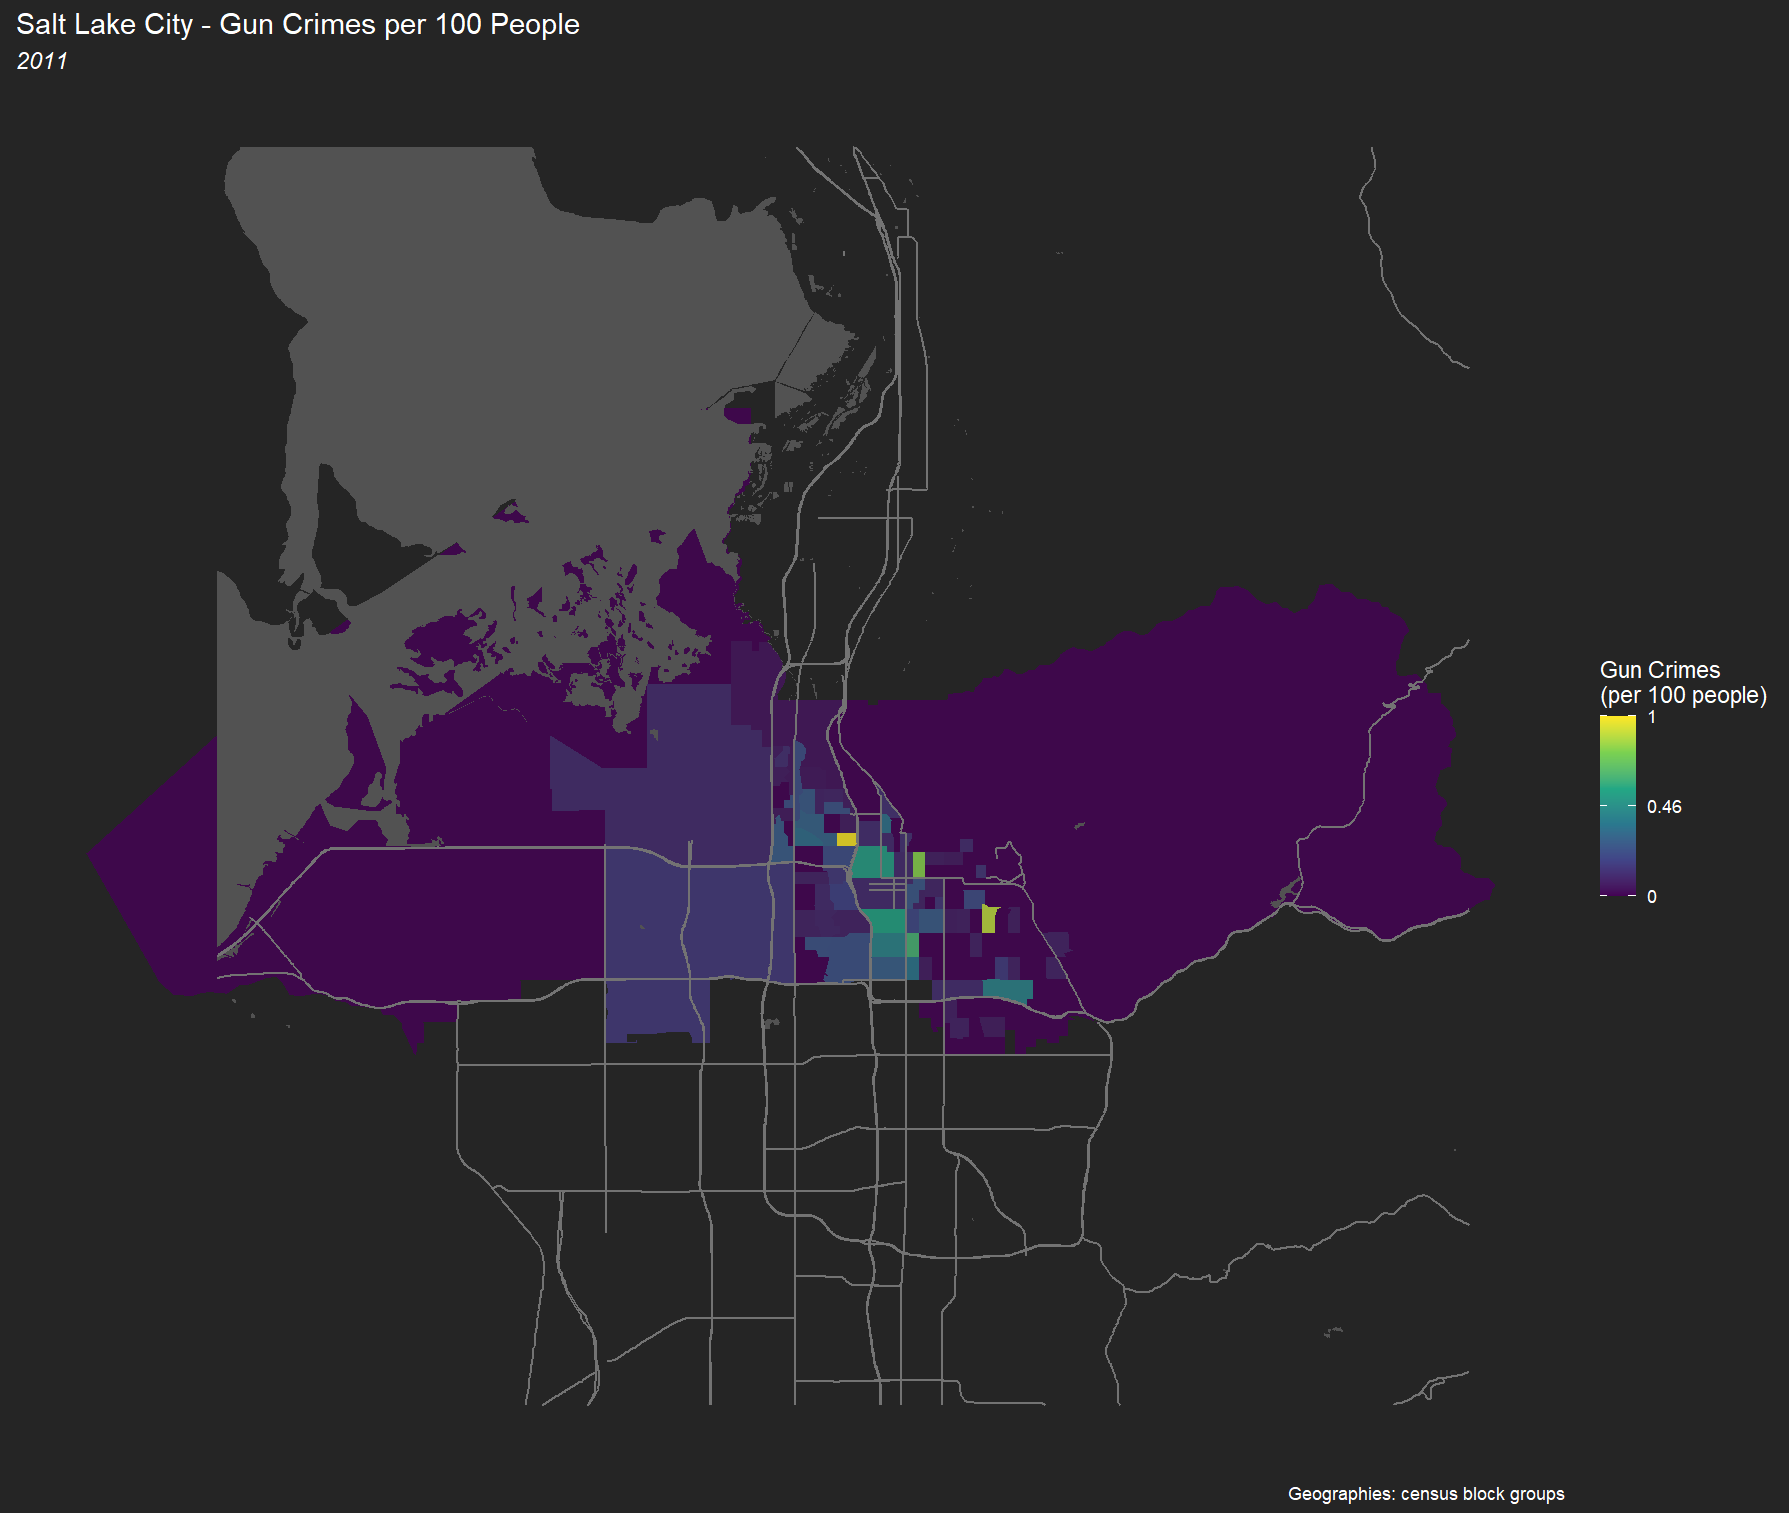 Salt Lake City - Gun Crimes per 100 People
2011
Gun Crimes
(per 100 people)
1
0.46
0
Geographies: census block groups